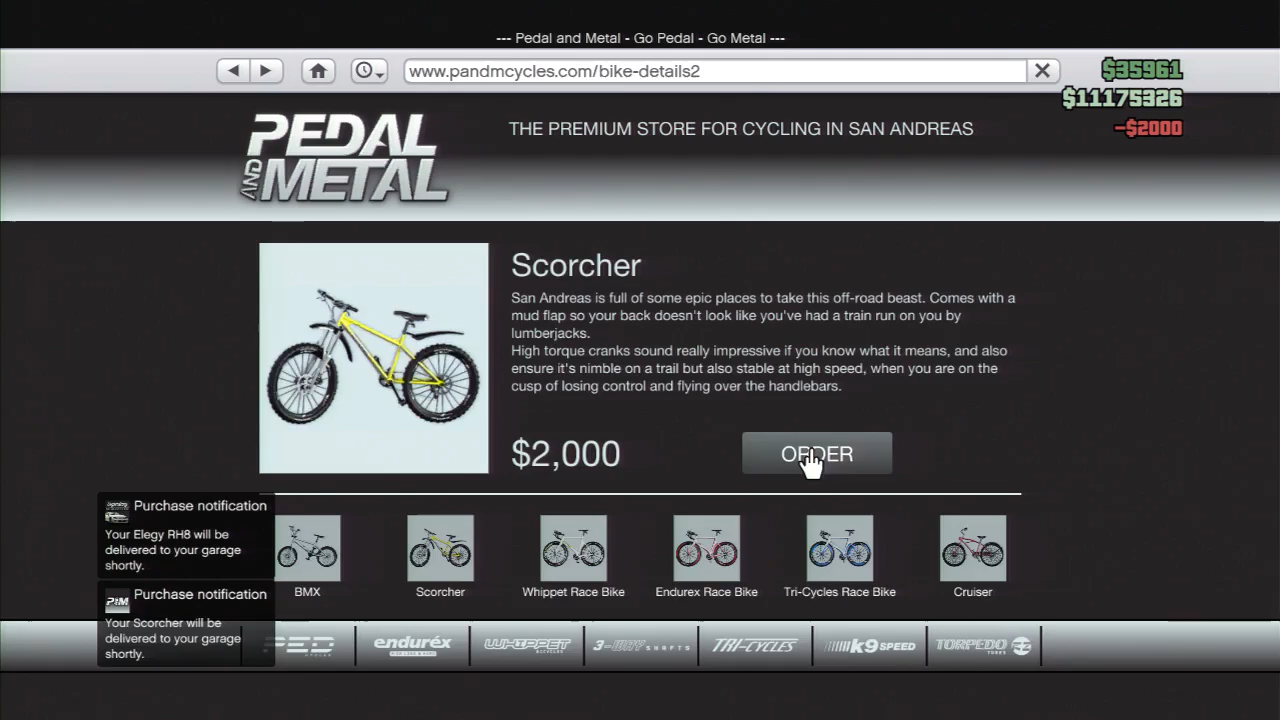 --- Pedal and Metal - Go Pedal - Go Metal ---
www.pandmcycles.com/bike-details2
$35961
$11175326
-$2000
PEDAL
AND
METAL
THE PREMIUM STORE FOR CYCLING IN SAN ANDREAS
Scorcher
San Andreas is full of some epic places to take this off-road beast. Comes with a
mud flap so your back doesn't look like you've had a train run on you by
lumberjacks.
High torque cranks sound really impressive if you know what it means, and also
ensure it's nimble on a trail but also stable at high speed, when you are on the
cusp of losing control and flying over the handlebars.
$2,000
ORDER
Purchase notification
Your Elegy RH8 will be
delivered to your garage
shortly.
BMX
Scorcher
Whippet Race Bike
Endurex Race Bike
Tri-Cycles Race Bike
Cruiser
P&M
Purchase notification
Your Scorcher will be
delivered to your garage
shortly.
enduréx
WHIPPET
BICYCLES
3-WAY SHAFTS
TRI-CYCLES
k9 SPEED
TORPEDO